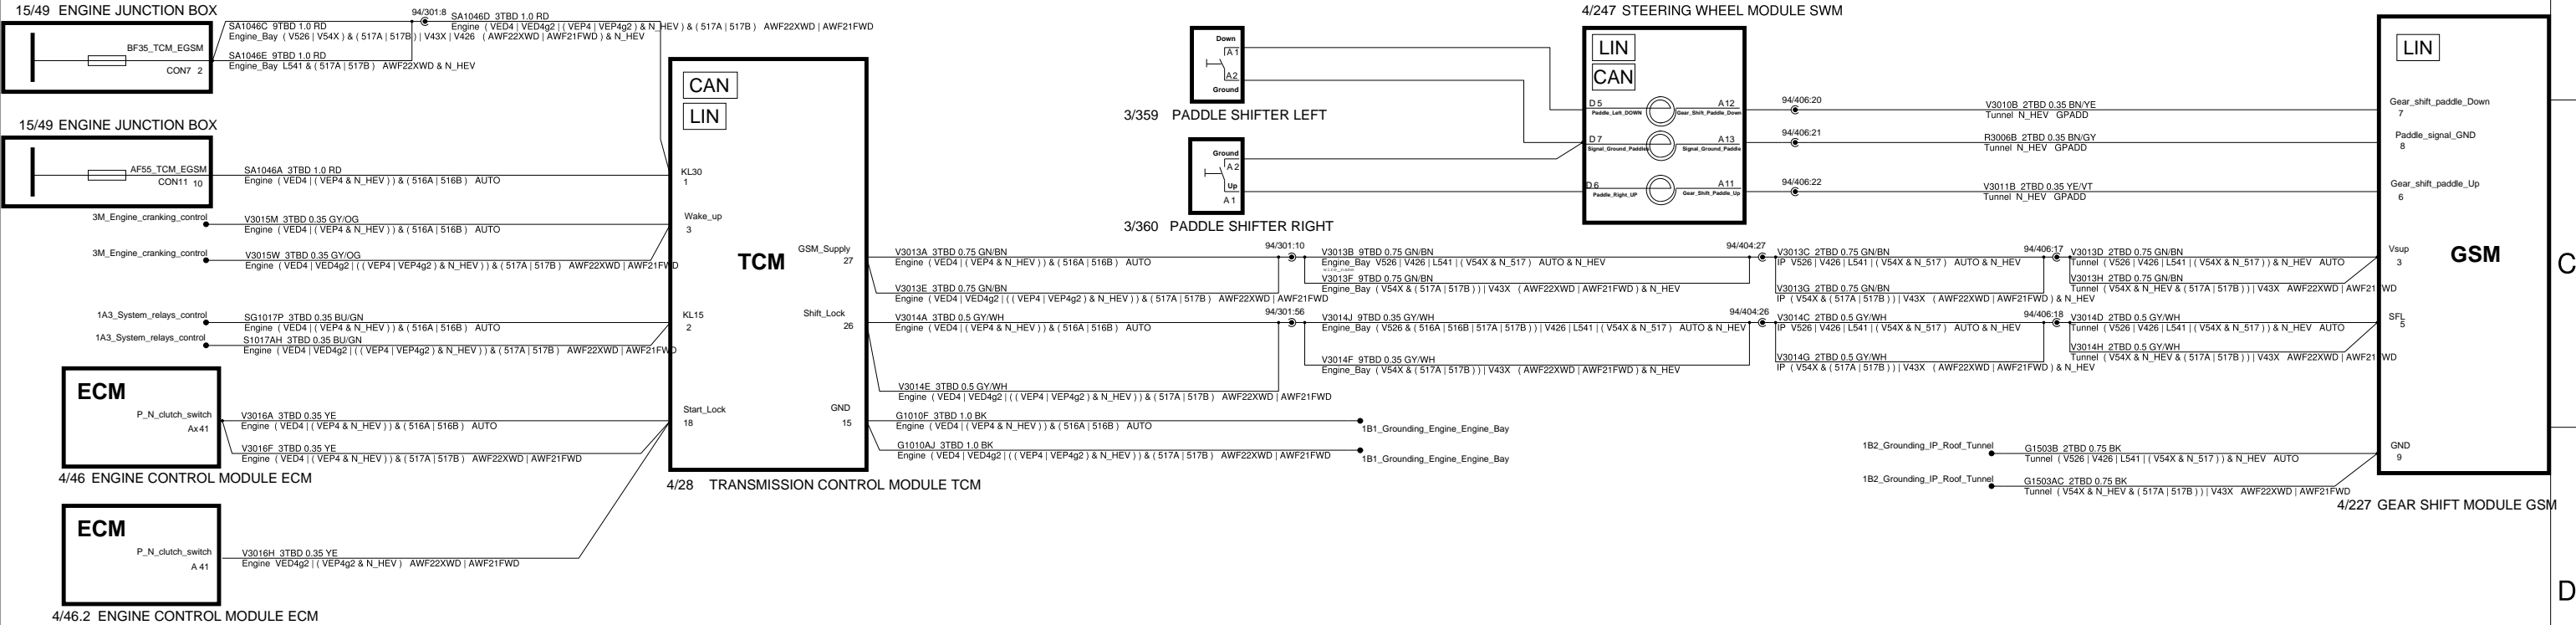 15/49 ENGINE JUNCTION BOX
BF35_TCM_EGSM
CON7 2
SA1046C 9TBD 1.0 RD
Engine_Bay ( V526 | V54X ) & ( 517A | 517B ) | V43X | V426 ( AWF22XWD | AWF21FWD ) & N_HEV
SA1046E 9TBD 1.0 RD
Engine_Bay L541 & ( 517A | 517B ) AWF22XWD & N_HEV
94/301:8
SA1046D 3TBD 1.0 RD
Engine ( VED4 | VED4g2 | ( VEP4 | VEP4g2 ) & N_HEV ) & ( 517A | 517B ) AWF22XWD | AWF21FWD
15/49 ENGINE JUNCTION BOX
AF55_TCM_EGSM
CON11 10
SA1046A 3TBD 1.0 RD
Engine ( VED4 | ( VEP4 & N_HEV ) ) & ( 516A | 516B ) AUTO
3M_Engine_cranking_control
V3015M 3TBD 0.35 GY/OG
Engine ( VED4 | ( VEP4 & N_HEV ) ) & ( 516A | 516B ) AUTO
3M_Engine_cranking_control
V3015W 3TBD 0.35 GY/OG
Engine ( VED4 | VED4g2 | ( ( VEP4 | VEP4g2 ) & N_HEV ) ) & ( 517A | 517B ) AWF22XWD | AWF21FWD
1A3_System_relays_control
SG1017P 3TBD 0.35 BU/GN
Engine ( VED4 | ( VEP4 & N_HEV ) ) & ( 516A | 516B ) AUTO
1A3_System_relays_control
S1017AH 3TBD 0.35 BU/GN
Engine ( VED4 | VED4g2 | ( ( VEP4 | VEP4g2 ) & N_HEV ) ) & ( 517A | 517B ) AWF22XWD | AWF21FWD
ECM
P_N_clutch_switch
Ax 41
V3016A 3TBD 0.35 YE
Engine ( VED4 | ( VEP4 & N_HEV ) ) & ( 516A | 516B ) AUTO
V3016F 3TBD 0.35 YE
Engine ( VED4 | ( VEP4 & N_HEV ) ) & ( 517A | 517B ) AWF22XWD | AWF21FWD
4/46 ENGINE CONTROL MODULE ECM
ECM
P_N_clutch_switch
A 41
V3016H 3TBD 0.35 YE
Engine VED4g2 | ( VEP4g2 & N_HEV ) AWF22XWD | AWF21FWD
4/46.2 ENGINE CONTROL MODULE ECM
CAN
LIN
TCM
KL30
1
Wake_up
3
KL15
2
Start_Lock
18
GSM_Supply
27
Shift_Lock
26
GND
15
4/28 TRANSMISSION CONTROL MODULE TCM
V3013A 3TBD 0.75 GN/BN
Engine ( VED4 | ( VEP4 & N_HEV ) ) & ( 516A | 516B ) AUTO
V3013E 3TBD 0.75 GN/BN
Engine ( VED4 | VED4g2 | ( ( VEP4 | VEP4g2 ) & N_HEV ) ) & ( 517A | 517B ) AWF22XWD | AWF21FWD
V3014A 3TBD 0.5 GY/WH
Engine ( VED4 | ( VEP4 & N_HEV ) ) & ( 516A | 516B ) AUTO
V3014E 3TBD 0.5 GY/WH
Engine ( VED4 | VED4g2 | ( ( VEP4 | VEP4g2 ) & N_HEV ) ) & ( 517A | 517B ) AWF22XWD | AWF21FWD
G1010F 3TBD 1.0 BK
Engine ( VED4 | ( VEP4 & N_HEV ) ) & ( 516A | 516B ) AUTO
1B1_Grounding_Engine_Engine_Bay
G1010AJ 3TBD 1.0 BK
Engine ( VED4 | VED4g2 | ( ( VEP4 | VEP4g2 ) & N_HEV ) ) & ( 517A | 517B ) AWF22XWD | AWF21FWD
1B1_Grounding_Engine_Engine_Bay
Down
A 1
A 2
Ground
3/359 PADDLE SHIFTER LEFT
Ground
A 2
Up
A 1
3/360 PADDLE SHIFTER RIGHT
4/247 STEERING WHEEL MODULE SWM
LIN
CAN
D 5
Paddle_Left_DOWN
A 12
Gear_Shift_Paddle_Down
D 7
Signal_Ground_Paddles
A 13
Signal_Ground_Paddle
D 6
Paddle_Right_UP
A 11
Gear_Shift_Paddle_Up
94/406:20
V3010B 2TBD 0.35 BN/YE
Tunnel N_HEV GPADD
94/406:21
R3006B 2TBD 0.35 BN/GY
Tunnel N_HEV GPADD
94/406:22
V3011B 2TBD 0.35 YE/VT
Tunnel N_HEV GPADD
94/301:10
V3013B 9TBD 0.75 GN/BN
Engine_Bay V526 | V426 | L541 | ( V54X & N_517 ) AUTO & N_HEV
V3013F 9TBD 0.75 GN/BN
Engine_Bay ( V54X & ( 517A | 517B ) ) | V43X ( AWF22XWD | AWF21FWD ) & N_HEV
94/404:27
V3013C 2TBD 0.75 GN/BN
IP V526 | V426 | L541 | ( V54X & N_517 ) AUTO & N_HEV
V3013G 2TBD 0.75 GN/BN
IP ( V54X & ( 517A | 517B ) ) | V43X ( AWF22XWD | AWF21FWD ) & N_HEV
94/406:17
V3013D 2TBD 0.75 GN/BN
Tunnel ( V526 | V426 | L541 | ( V54X & N_517 ) ) & N_HEV AUTO
V3013H 2TBD 0.75 GN/BN
Tunnel ( V54X & N_HEV & ( 517A | 517B ) ) | V43X AWF22XWD | AWF21FWD
94/301:56
V3014J 9TBD 0.35 GY/WH
Engine_Bay ( V526 & ( 516A | 516B | 517A | 517B ) ) | V426 | L541 | ( V54X & N_517 ) AUTO & N_HEV
V3014F 9TBD 0.35 GY/WH
Engine_Bay ( V54X & ( 517A | 517B ) ) | V43X ( AWF22XWD | AWF21FWD ) & N_HEV
94/404:26
V3014C 2TBD 0.5 GY/WH
IP V526 | V426 | L541 | ( V54X & N_517 ) AUTO & N_HEV
V3014G 2TBD 0.5 GY/WH
IP ( V54X & ( 517A | 517B ) ) | V43X ( AWF22XWD | AWF21FWD ) & N_HEV
94/406:18
V3014D 2TBD 0.5 GY/WH
Tunnel ( V526 | V426 | L541 | ( V54X & N_517 ) ) & N_HEV AUTO
V3014H 2TBD 0.5 GY/WH
Tunnel ( V54X & N_HEV & ( 517A | 517B ) ) | V43X AWF22XWD | AWF21FWD
1B2_Grounding_IP_Roof_Tunnel
G1503B 2TBD 0.75 BK
Tunnel ( V526 | V426 | L541 | ( V54X & N_517 ) ) & N_HEV AUTO
1B2_Grounding_IP_Roof_Tunnel
G1503AC 2TBD 0.75 BK
Tunnel ( V54X & N_HEV & ( 517A | 517B ) ) | V43X AWF22XWD | AWF21FWD
LIN
Gear_shift_paddle_Down
7
Paddle_signal_GND
8
Gear_shift_paddle_Up
6
Vsup
3
GSM
SFL
5
GND
9
4/227 GEAR SHIFT MODULE GSM
C
D